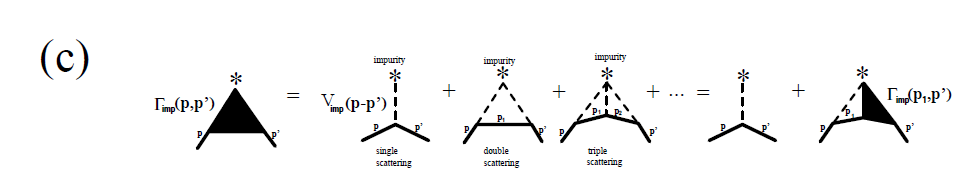 (c)
impurity impurity impurity
* * * * * *
Γimp(p,p’) = Vimp(p-p’) + + + ... = + Γimp(p₁,p’)
p p’ p p p₁ p’ p p₁ p₂ p’ p p’ p p₁ p’
single scattering
double scattering
triple scattering